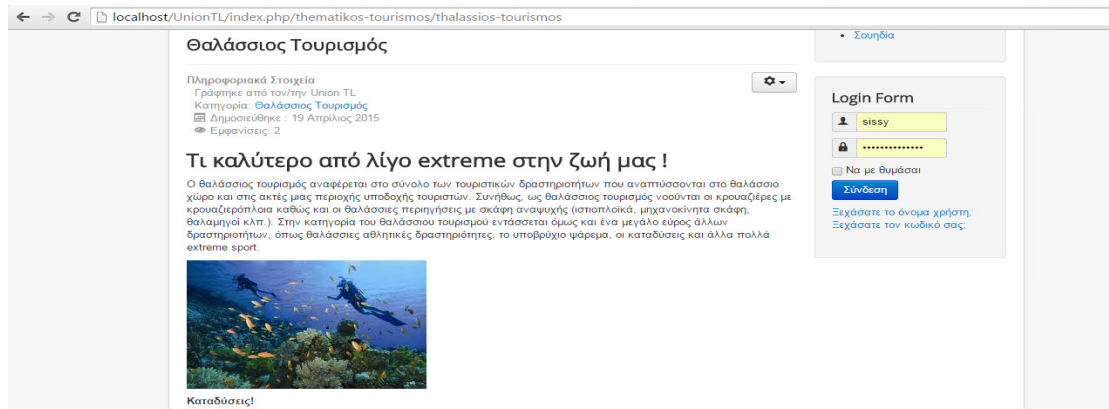 localhost/UnionTL/index.php/thematikos-tourismos/thalassios-tourismos
Θαλάσσιος Τουρισμός
Πληροφοριακά Στοιχεία
Γράφτηκε από τον/την Union TL
Κατηγορία: Θαλάσσιος Τουρισμός
Δημοσιεύθηκε : 19 Απρίλιος 2015
Εμφανίσεις: 2
Τι καλύτερο από λίγο extreme στην ζωή μας !
Ο θαλάσσιος τουρισμός αναφέρεται στο σύνολο των τουριστικών δραστηριοτήτων που αναπτύσσονται στο θαλάσσιο
χώρο και στις ακτές μιας περιοχής υποδοχής τουριστών. Συνήθως, ως θαλάσσιος τουρισμός νοούνται οι κρουαζιέρες με
κρουαζιερόπλοια καθώς και οι θαλάσσιες περιηγήσεις με σκάφη αναψυχής (ιστιοπλοϊκά, μηχανοκίνητα σκάφη,
θαλαμηγοί κλπ.). Στην κατηγορία του θαλάσσιου τουρισμού εντάσσεται όμως και ένα μεγάλο εύρος άλλων
δραστηριοτήτων, όπως θαλάσσιες αθλητικές δραστηριότητες, το υποβρύχιο ψάρεμα, οι καταδύσεις και άλλα πολλά
extreme sport.
Καταδύσεις!
Σουηδία
Login Form
sissy
••••••••••••••
Να με θυμάσαι
Σύνδεση
Ξεχάσατε το όνομα χρήστη;
Ξεχάσατε τον κωδικό σας;